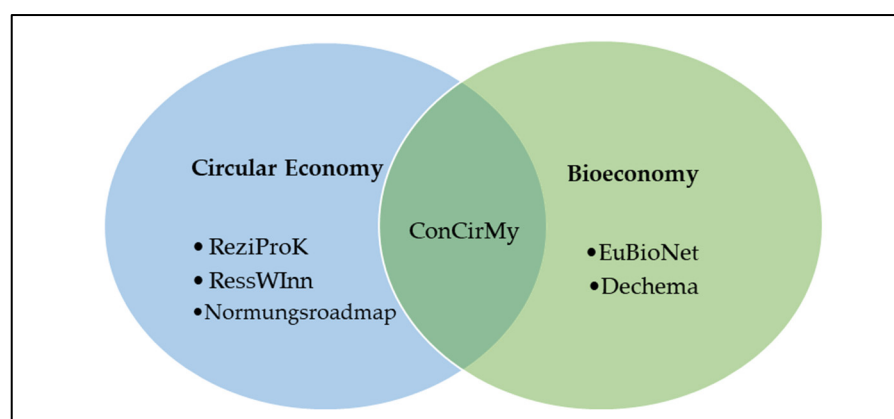 Circular Economy
• ReziProK
• RessWInn
• Normungsroadmap
ConCirMy
Bioeconomy
• EuBioNet
• Dechema